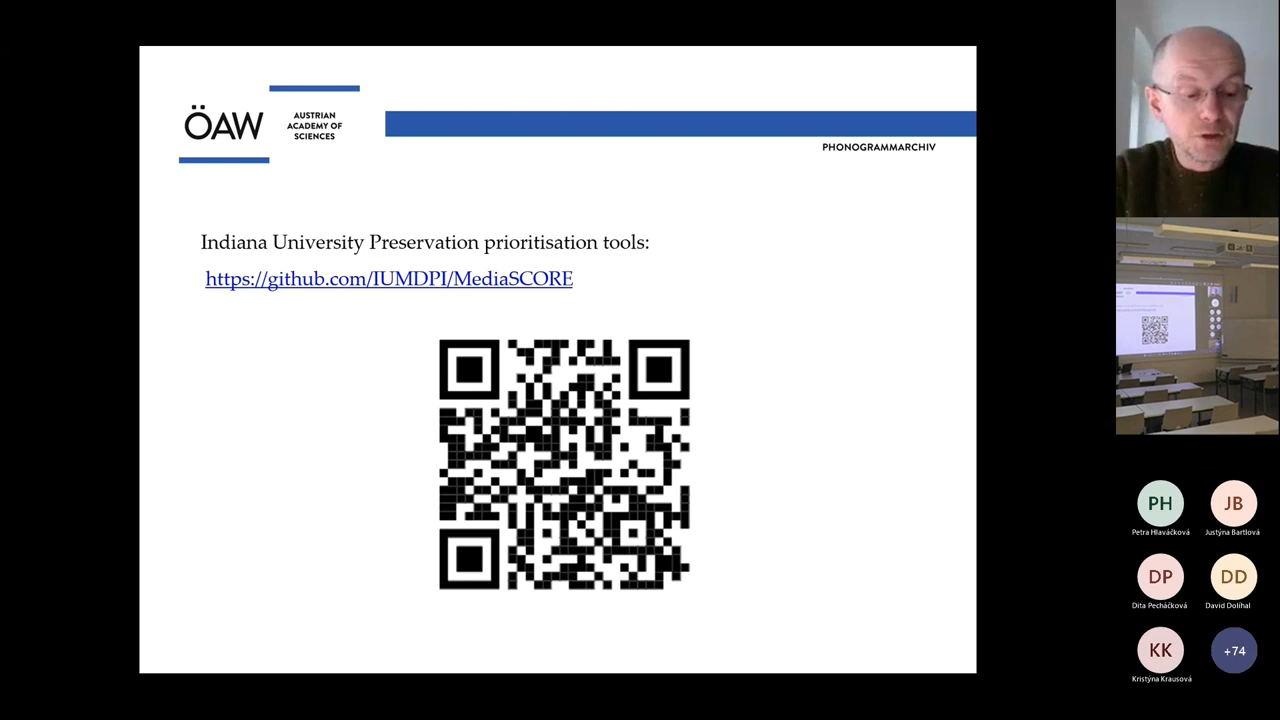 ÖAW
AUSTRIAN
ACADEMY OF
SCIENCES
PHONOGRAMMARCHIV
Indiana University Preservation prioritisation tools:
https://github.com/IUMDPI/MediaSCORE
PH
JB
Petra Hlaváčková
Justýna Bartlová
DP
DD
Dita Pecháčková
David Dolihal
KK
+74
Kristýna Krausová